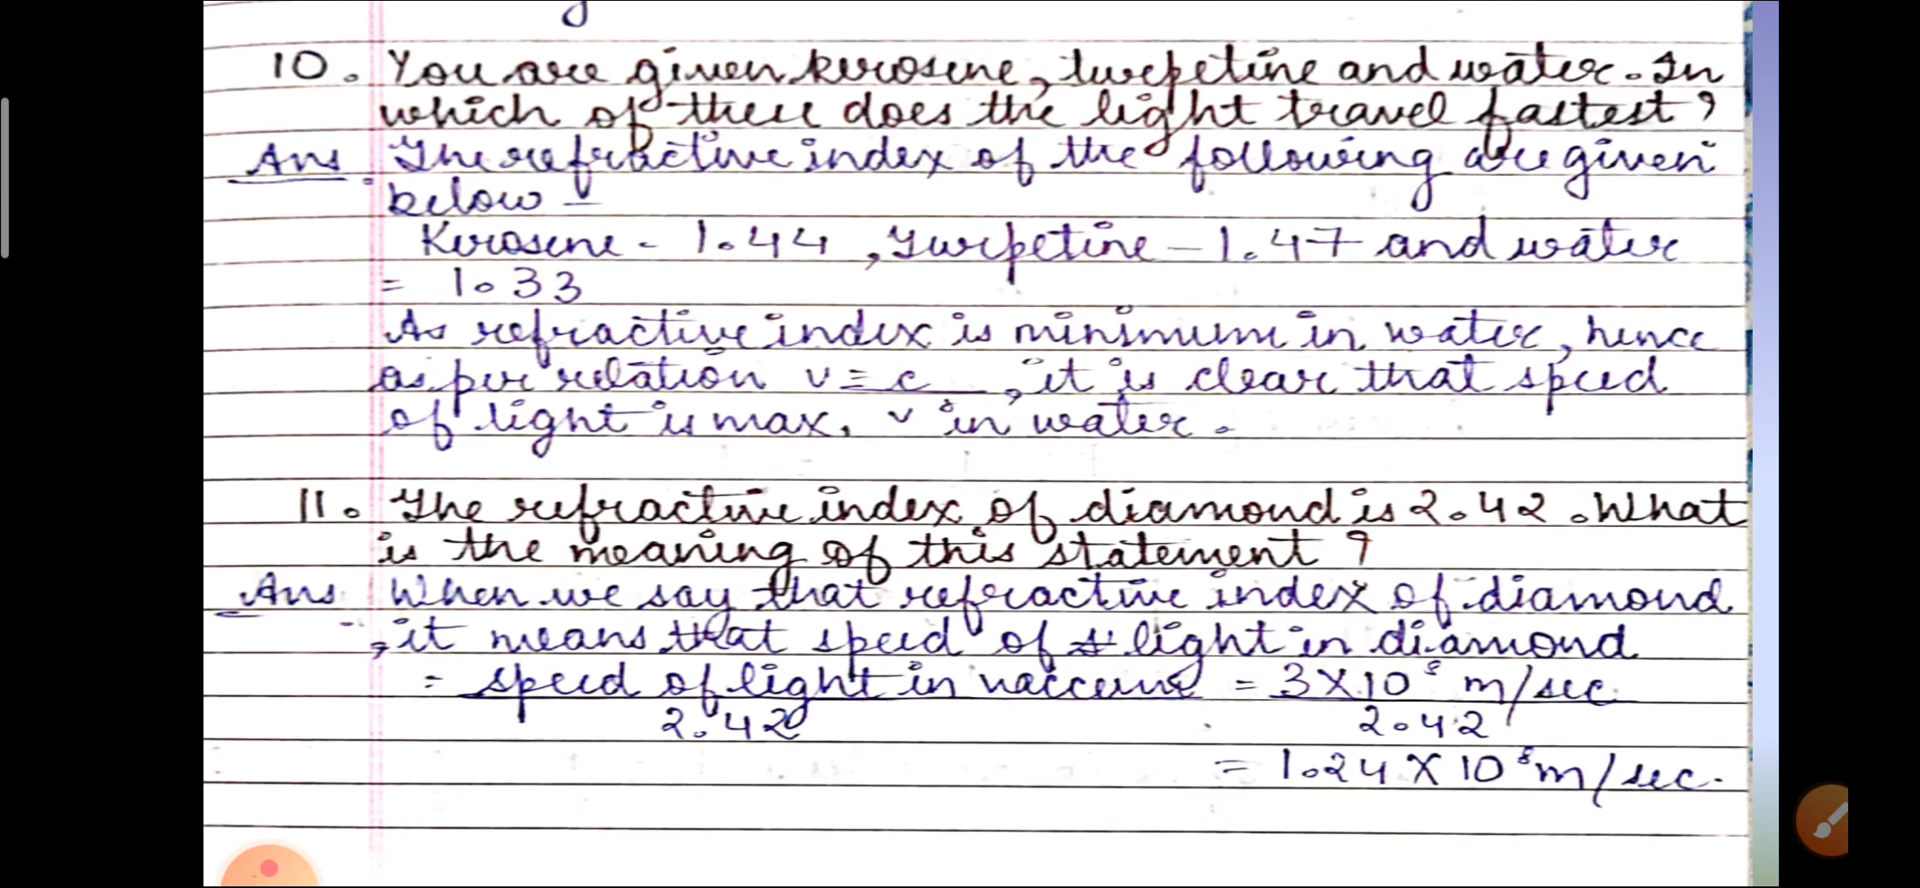 10. You are given kerosene, turpetine and water. In
which of these does the light travel fastest ?
Ans. The refractive index of the following are given
below -
Kerosene - 1.44 , Turpetine - 1.47 and water
= 1.33
As refractive index is minimum in water, hence
as per relation v = c , it is clear that speed
of light is max. v in water.
11. The refractive index of diamond is 2.42. What
is the meaning of this statement ?
Ans. When we say that refractive index of diamond
, it means that speed of light in diamond
= speed of light in vaccum = 3 X 10⁸ m/sec
2.42 2.42
= 1.24 X 10⁸ m/sec.